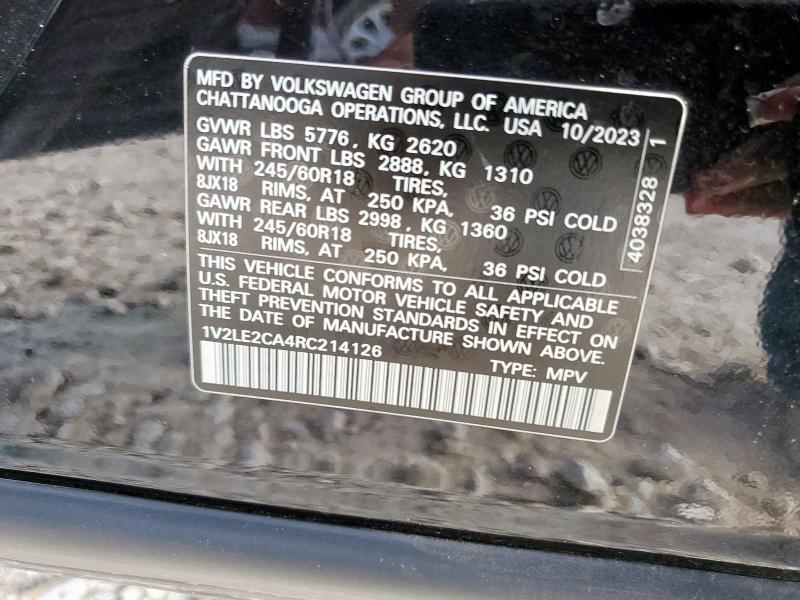 MFD BY VOLKSWAGEN GROUP OF AMERICA
CHATTANOOGA OPERATIONS, LLC. USA 10/2023
GVWR LBS 5776, KG 2620
GAWR FRONT LBS 2888, KG 1310
WITH 245/60R18 TIRES,
8JX18 RIMS, AT 250 KPA, 36 PSI COLD
GAWR REAR LBS 2998, KG 1360
WITH 245/60R18 TIRES,
8JX18 RIMS, AT 250 KPA, 36 PSI COLD
THIS VEHICLE CONFORMS TO ALL APPLICABLE
U.S. FEDERAL MOTOR VEHICLE SAFETY AND
THEFT PREVENTION STANDARDS IN EFFECT ON
THE DATE OF MANUFACTURE SHOWN ABOVE.
1V2LE2CA4RC214126
TYPE: MPV
4038328 1